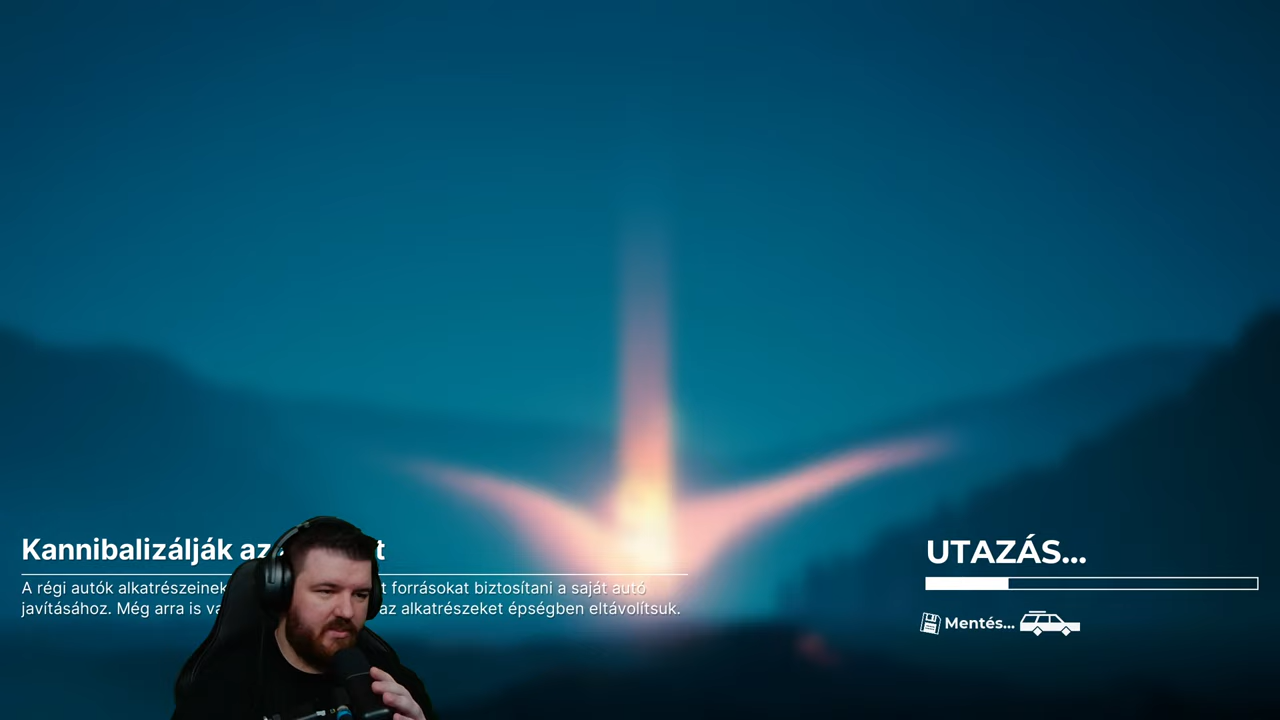 Kannibalizálják az t
A régi autók alkatrészeinek t forrásokat biztosítani a saját autó
javításához. Még arra is va az alkatrészeket épségben eltávolítsuk.
UTAZÁS...
Mentés...